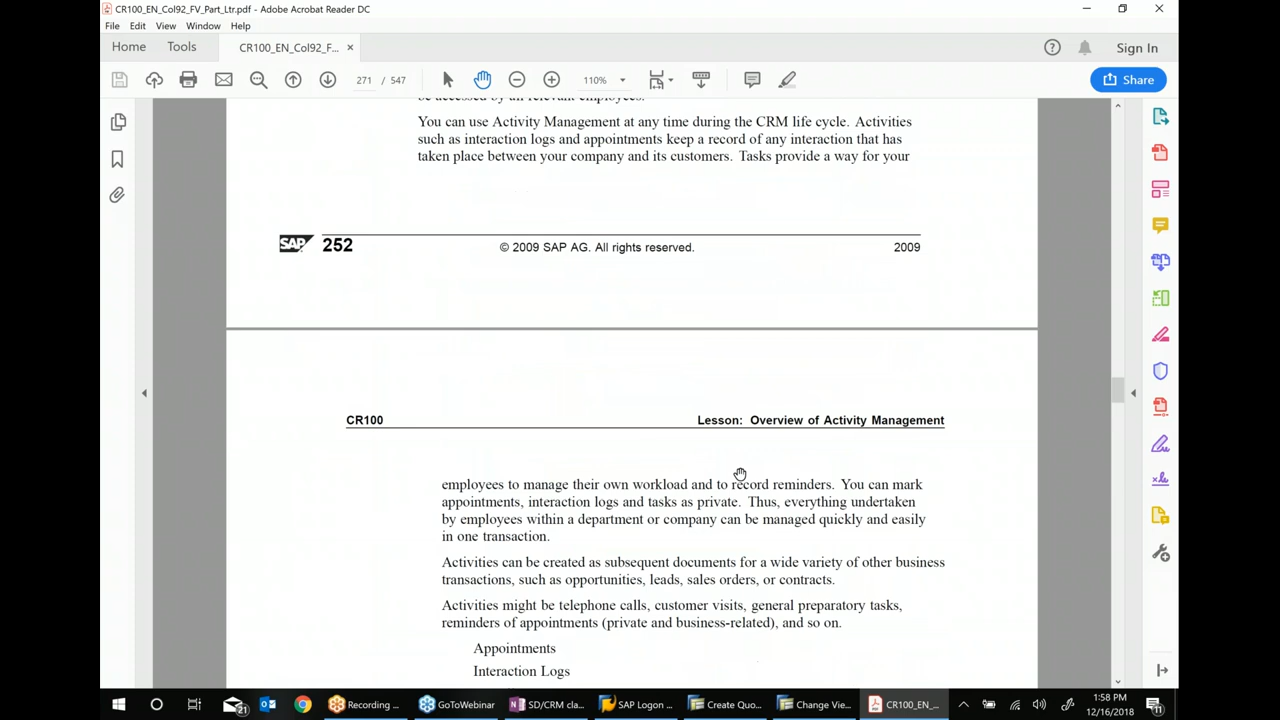 CR100_EN_Col92_FV_Part_Ltr.pdf - Adobe Acrobat Reader DC
File Edit View Window Help
Home Tools CR100_EN_Col92_F... × Sign In
271 / 547 110% Share
You can use Activity Management at any time during the CRM life cycle. Activities
such as interaction logs and appointments keep a record of any interaction that has
taken place between your company and its customers. Tasks provide a way for your
SAP 252 © 2009 SAP AG. All rights reserved. 2009
CR100 Lesson: Overview of Activity Management
employees to manage their own workload and to record reminders. You can mark
appointments, interaction logs and tasks as private. Thus, everything undertaken
by employees within a department or company can be managed quickly and easily
in one transaction.
Activities can be created as subsequent documents for a wide variety of other business
transactions, such as opportunities, leads, sales orders, or contracts.
Activities might be telephone calls, customer visits, general preparatory tasks,
reminders of appointments (private and business-related), and so on.
Appointments
Interaction Logs
21 Recording ... GoToWebinar SD/CRM cla... SAP Logon ... Create Quo... Change Vie... CR100_EN_... 1:58 PM
12/16/2018 11